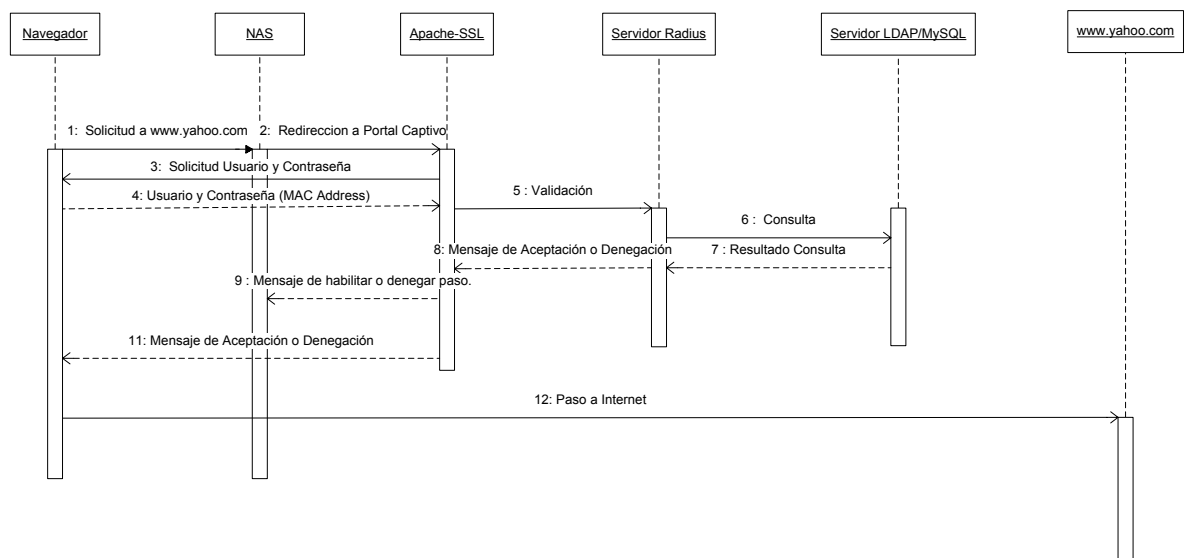 Navegador
NAS
Apache-SSL
Servidor Radius
Servidor LDAP/MySQL
www.yahoo.com
1: Solicitud a www.yahoo.com
2: Redireccion a Portal Captivo
3: Solicitud Usuario y Contraseña
4: Usuario y Contraseña (MAC Address)
5 : Validación
6 : Consulta
7 : Resultado Consulta
8: Mensaje de Aceptación o Denegación
9 : Mensaje de habilitar o denegar paso.
11: Mensaje de Aceptación o Denegación
12: Paso a Internet